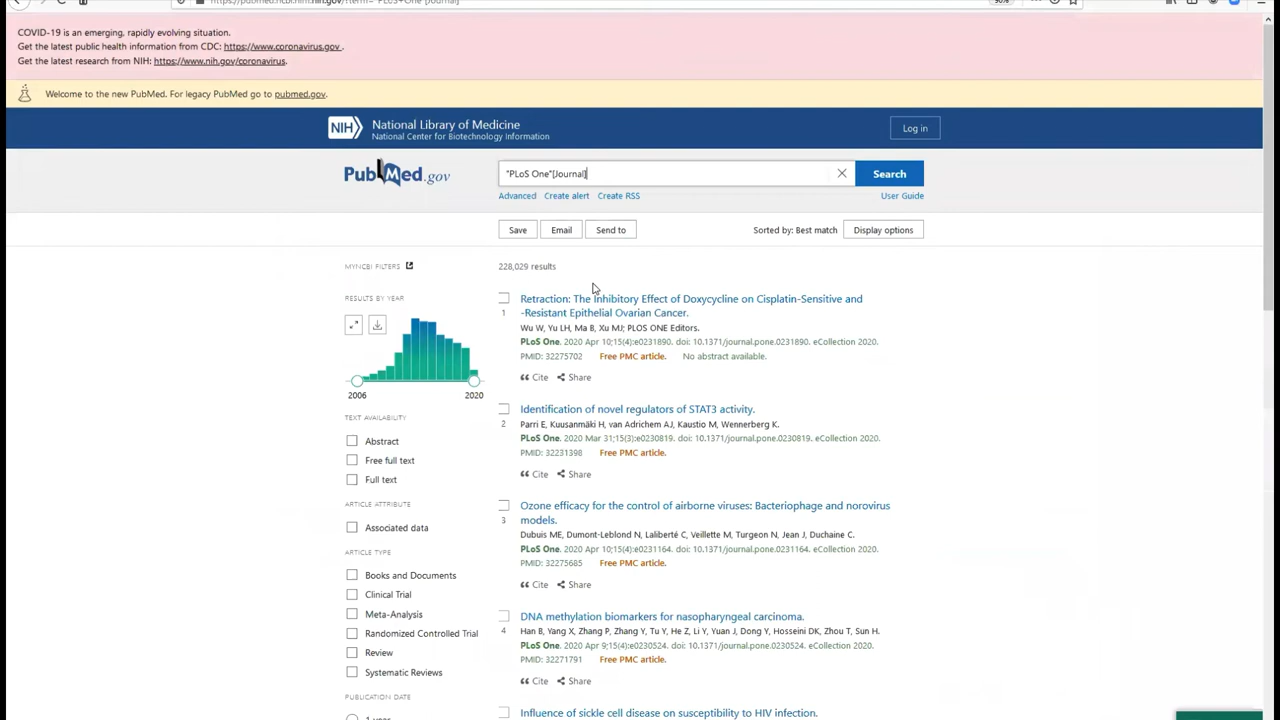 https://pubmed.ncbi.nlm.nih.gov/?term="PLoS+One"[Journal]
90%
COVID-19 is an emerging, rapidly evolving situation.
Get the latest public health information from CDC: https://www.coronavirus.gov .
Get the latest research from NIH: https://www.nih.gov/coronavirus.
Welcome to the new PubMed. For legacy PubMed go to pubmed.gov.
NIH National Library of Medicine
National Center for Biotechnology Information
Log in
PubMed.gov
"PLoS One"[Journal]
Search
Advanced Create alert Create RSS
User Guide
Save Email Send to
Sorted by: Best match Display options
MYNCBI FILTERS
228,029 results
RESULTS BY YEAR
2006 2020
TEXT AVAILABILITY
Abstract
Free full text
Full text
ARTICLE ATTRIBUTE
Associated data
ARTICLE TYPE
Books and Documents
Clinical Trial
Meta-Analysis
Randomized Controlled Trial
Review
Systematic Reviews
PUBLICATION DATE
1 year
1
Retraction: The Inhibitory Effect of Doxycycline on Cisplatin-Sensitive and
-Resistant Epithelial Ovarian Cancer.
Wu W, Yu LH, Ma B, Xu MJ; PLOS ONE Editors.
PLoS One. 2020 Apr 10;15(4):e0231890. doi: 10.1371/journal.pone.0231890. eCollection 2020.
PMID: 32275702 Free PMC article. No abstract available.
Cite Share
2
Identification of novel regulators of STAT3 activity.
Parri E, Kuusanmäki H, van Adrichem AJ, Kaustio M, Wennerberg K.
PLoS One. 2020 Mar 31;15(3):e0230819. doi: 10.1371/journal.pone.0230819. eCollection 2020.
PMID: 32231398 Free PMC article.
Cite Share
3
Ozone efficacy for the control of airborne viruses: Bacteriophage and norovirus
models.
Dubuis ME, Dumont-Leblond N, Laliberté C, Veillette M, Turgeon N, Jean J, Duchaine C.
PLoS One. 2020 Apr 10;15(4):e0231164. doi: 10.1371/journal.pone.0231164. eCollection 2020.
PMID: 32275685 Free PMC article.
Cite Share
4
DNA methylation biomarkers for nasopharyngeal carcinoma.
Han B, Yang X, Zhang P, Zhang Y, Tu Y, He Z, Li Y, Yuan J, Dong Y, Hosseini DK, Zhou T, Sun H.
PLoS One. 2020 Apr 9;15(4):e0230524. doi: 10.1371/journal.pone.0230524. eCollection 2020.
PMID: 32271791 Free PMC article.
Cite Share
Influence of sickle cell disease on susceptibility to HIV infection.